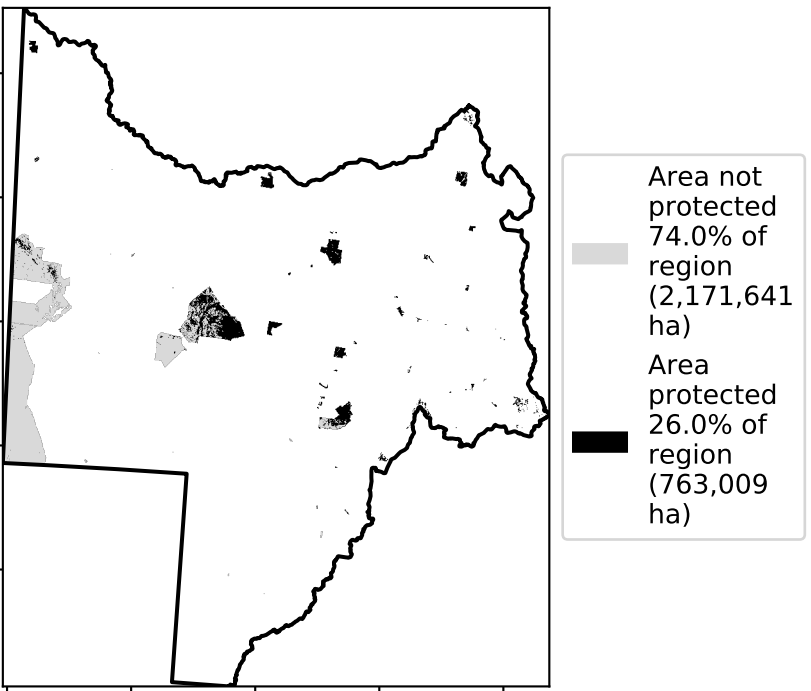 Area not
protected
74.0% of
region
(2,171,641
ha)
Area
protected
26.0% of
region
(763,009
ha)